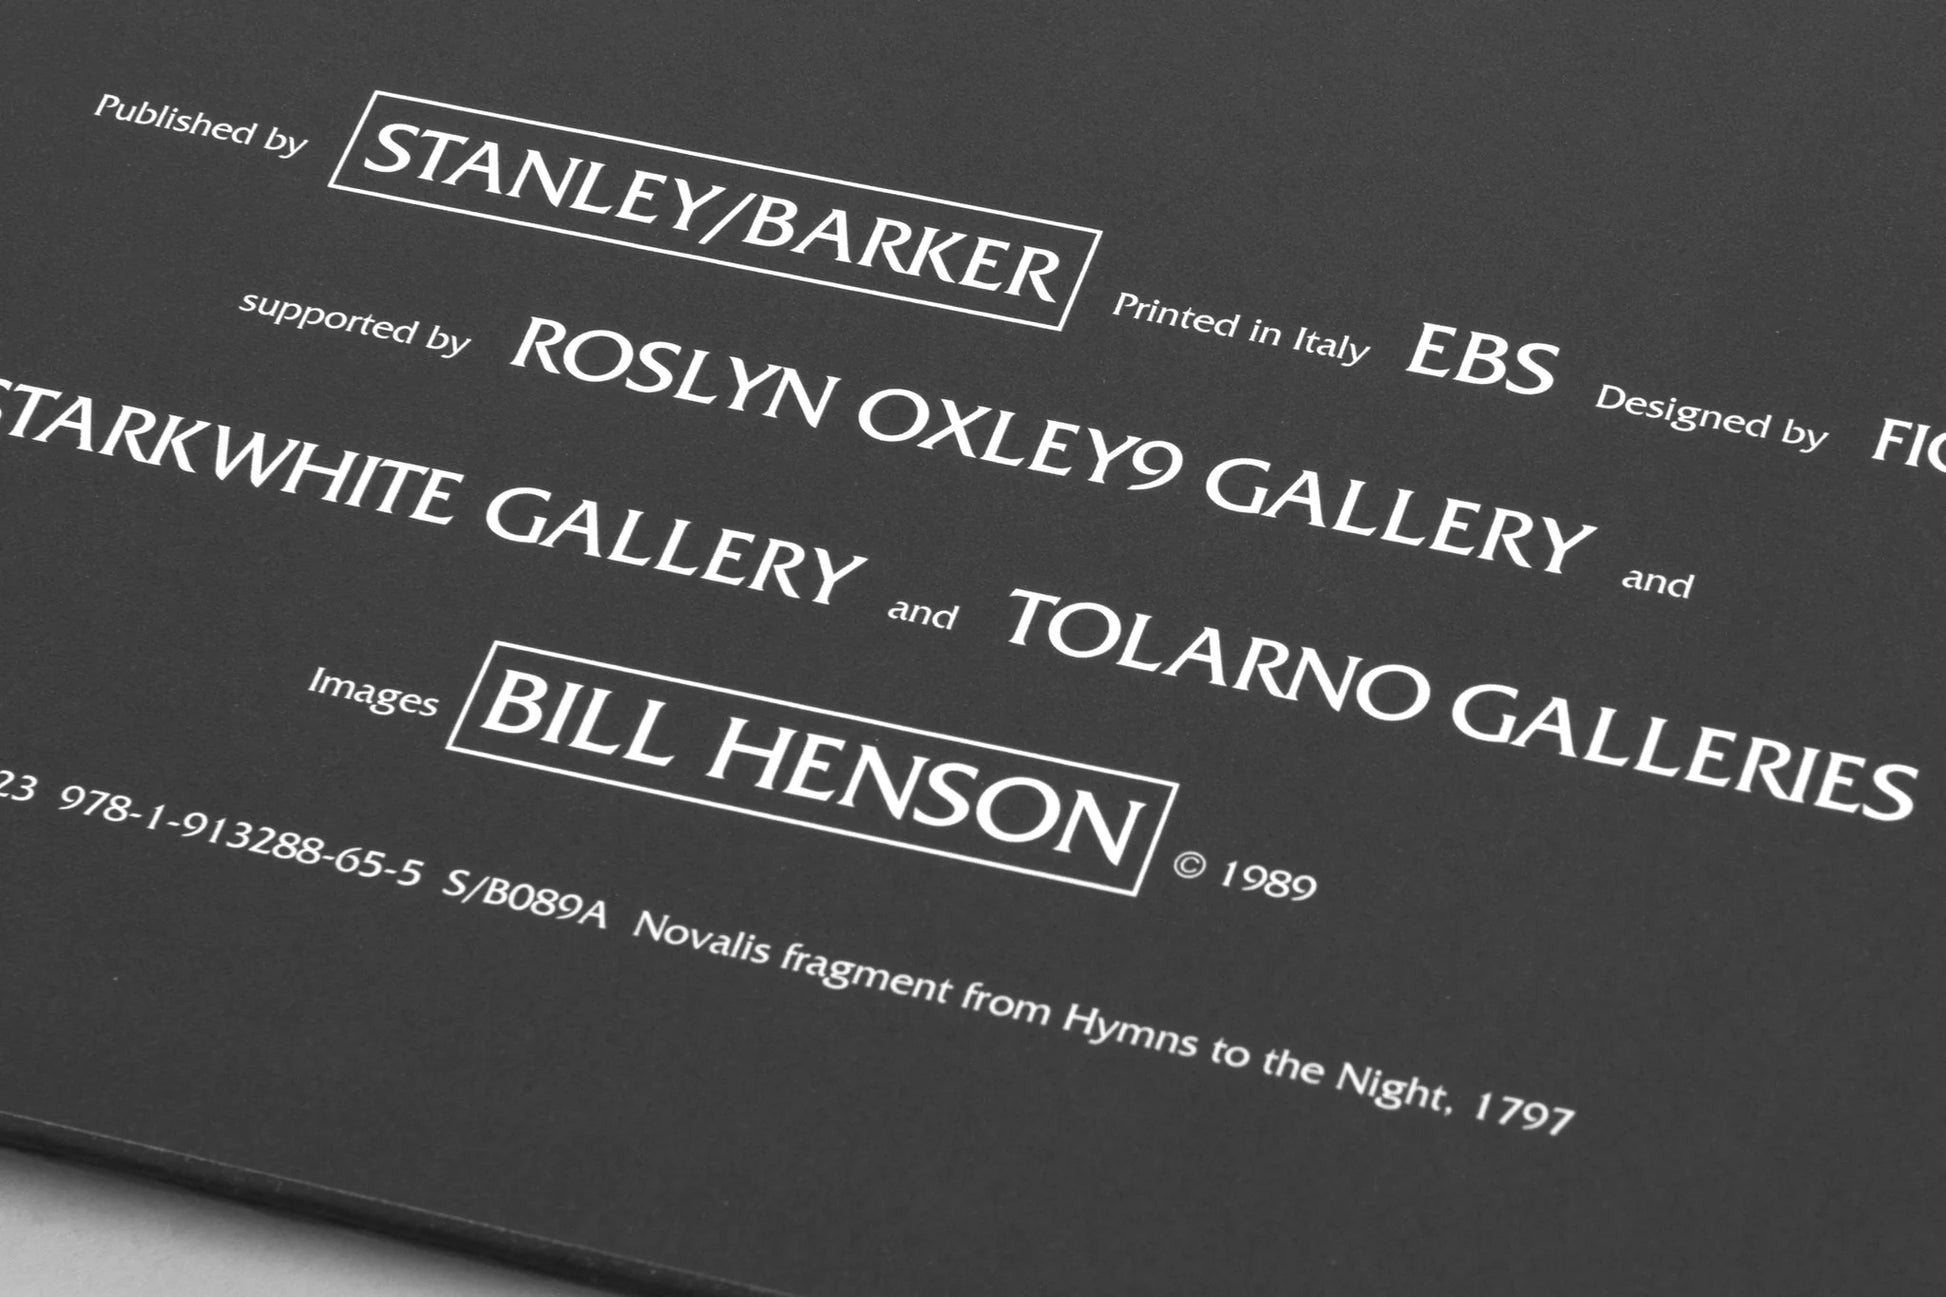 Published by STANLEY/BARKER Printed in Italy EBS Designed by
supported by ROSLYN OXLEY9 GALLERY and
STARKWHITE GALLERY and TOLARNO GALLERIES
Images BILL HENSON © 1989
23 978-1-913288-65-5 S/B089A Novalis fragment from Hymns to the Night, 1797